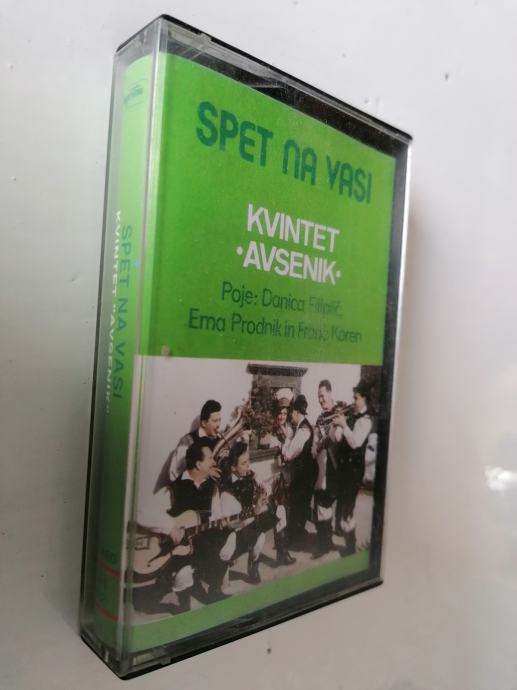 SPET NA VASI
KVINTET
•AVSENIK•
Poje: Danica Filiplič,
Ema Prodnik in Franc Koren
SPET NA VASI
KVINTET "AVSENIK"